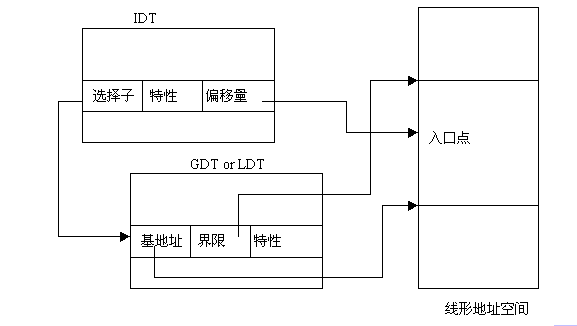 IDT
选择子 特性 偏移量
入口点
GDT or LDT
基地址 界限 特性
线形地址空间